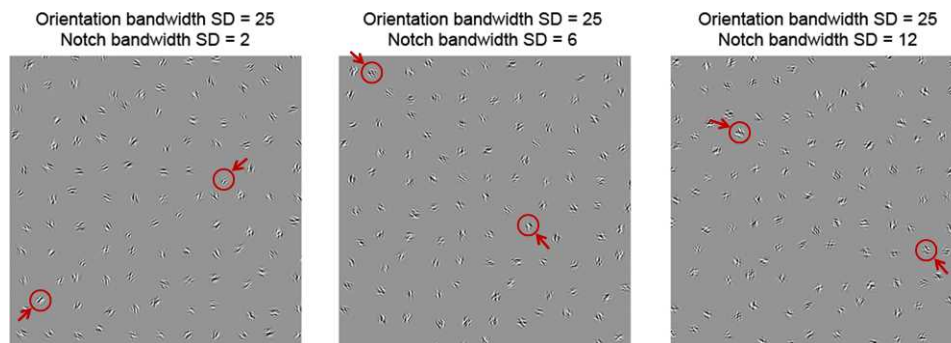 Orientation bandwidth SD = 25
Notch bandwidth SD = 2
Orientation bandwidth SD = 25
Notch bandwidth SD = 6
Orientation bandwidth SD = 25
Notch bandwidth SD = 12